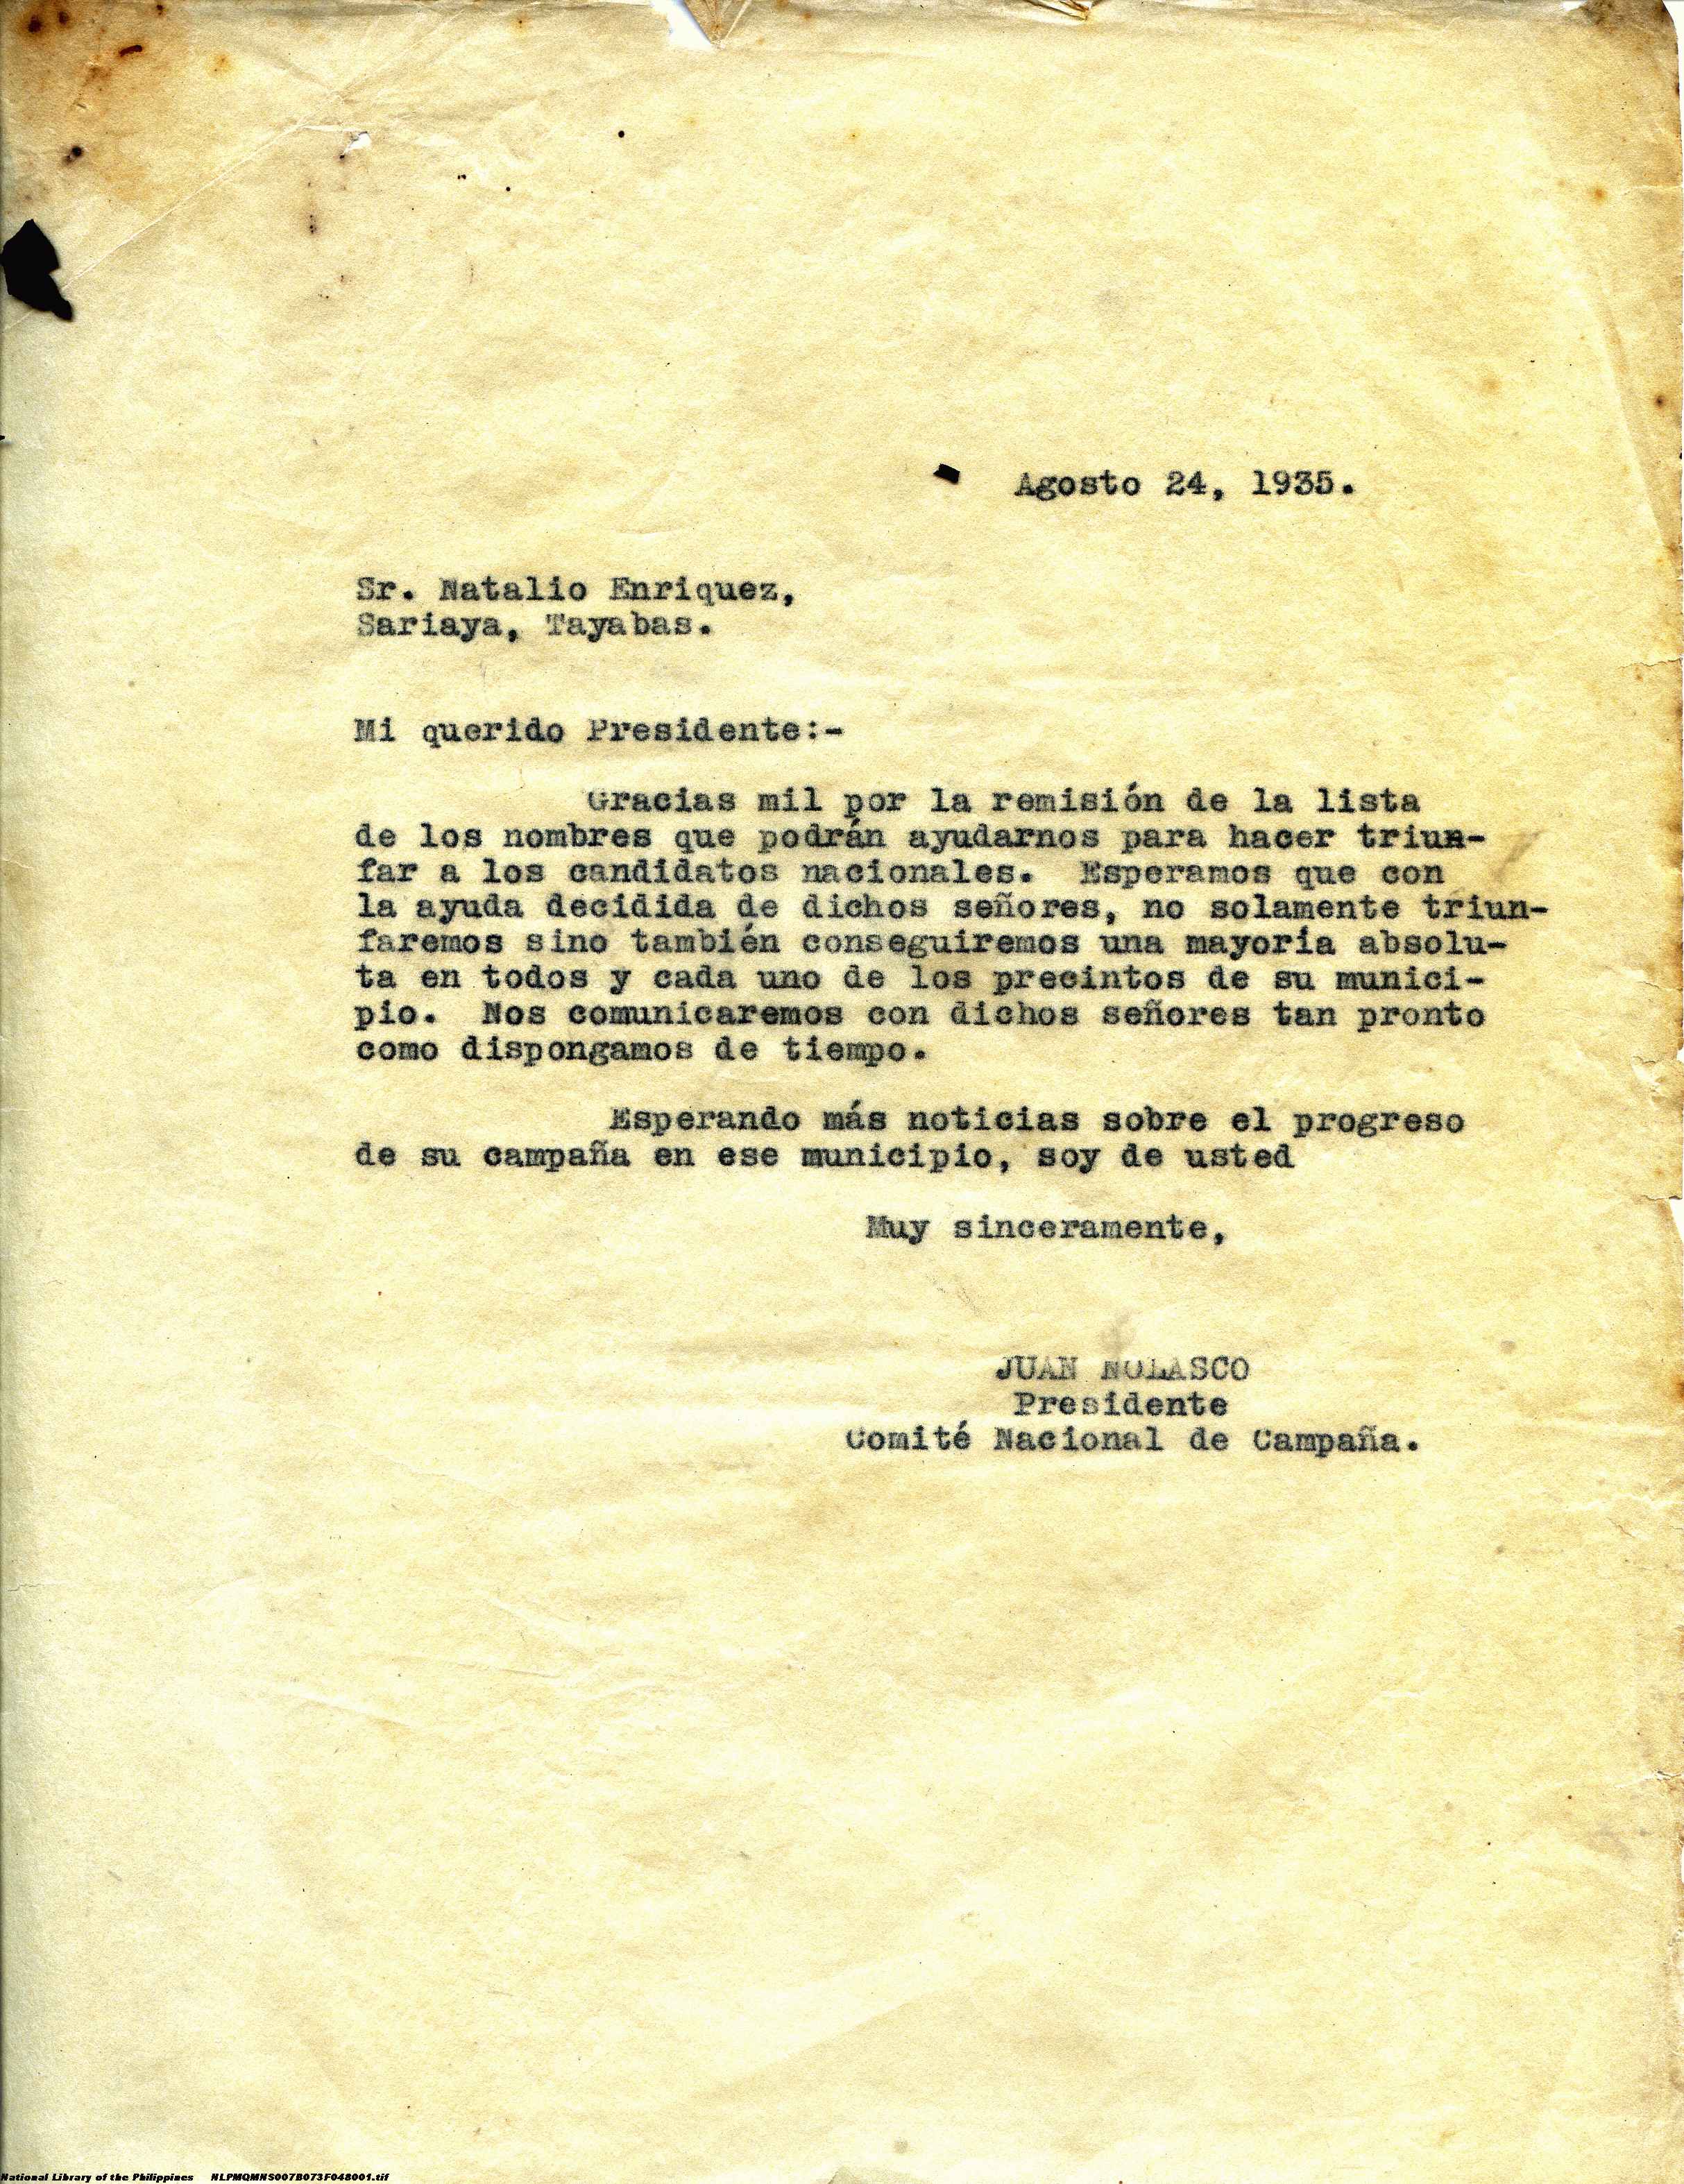 Agosto 24, 1935.
Sr. Natalio Enriquez,
Sariaya, Tayabas.
Mi querido Presidente:-
Gracias mil por la remisión de la lista
de los nombres que podrán ayudarnos para hacer triun-
far a los candidatos nacionales. Esperamos que con
la ayuda decidida de dichos señores, no solamente triun-
faremos sino también conseguiremos una mayoría absolu-
ta en todos y cada uno de los precintos de su munici-
pio. Nos comunicaremos con dichos señores tan pronto
como dispongamos de tiempo.
Esperando más noticias sobre el progreso
de su campaña en ese municipio, soy de usted
Muy sinceramente,
JUAN NOLASCO
Presidente
Comité Nacional de Campaña.
National Library of the Philippines NLPMQMNS007B073F048001.tif